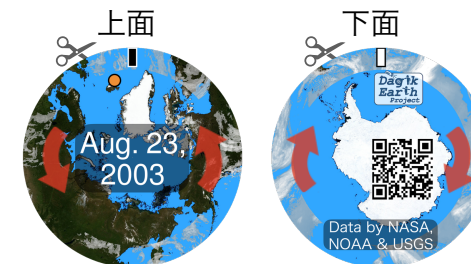 上面
下面
Aug. 23,
2003
Dagik
Earth
Project
Data by NASA,
NOAA & USGS